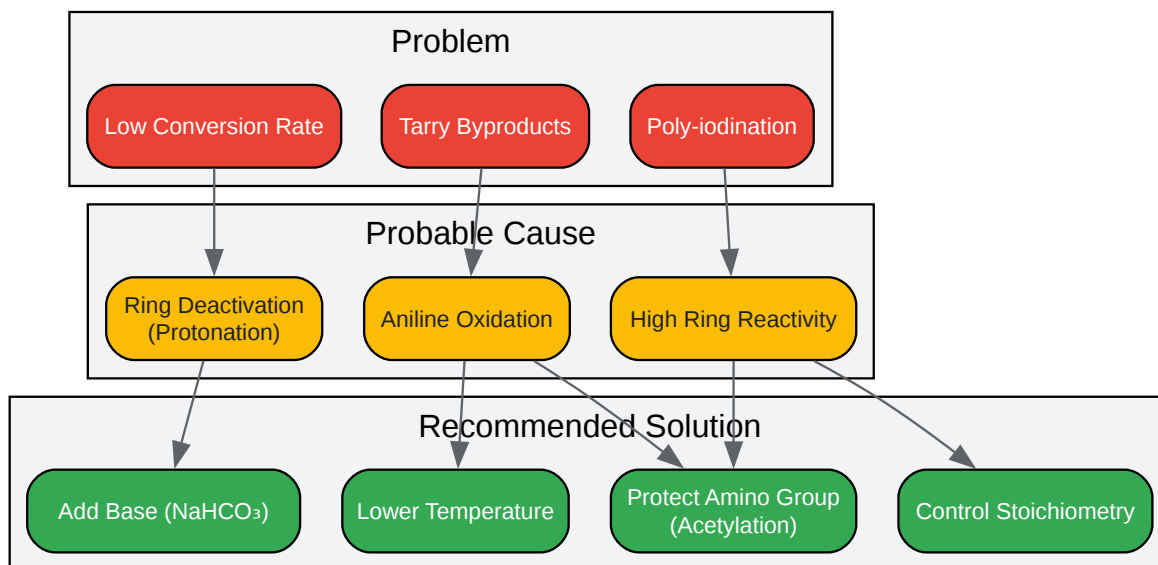 Problem
Low Conversion Rate
Tarry Byproducts
Poly-iodination
Probable Cause
Ring Deactivation
(Protonation)
Aniline Oxidation
High Ring Reactivity
Recommended Solution
Add Base (NaHCO₃)
Lower Temperature
Protect Amino Group
(Acetylation)
Control Stoichiometry